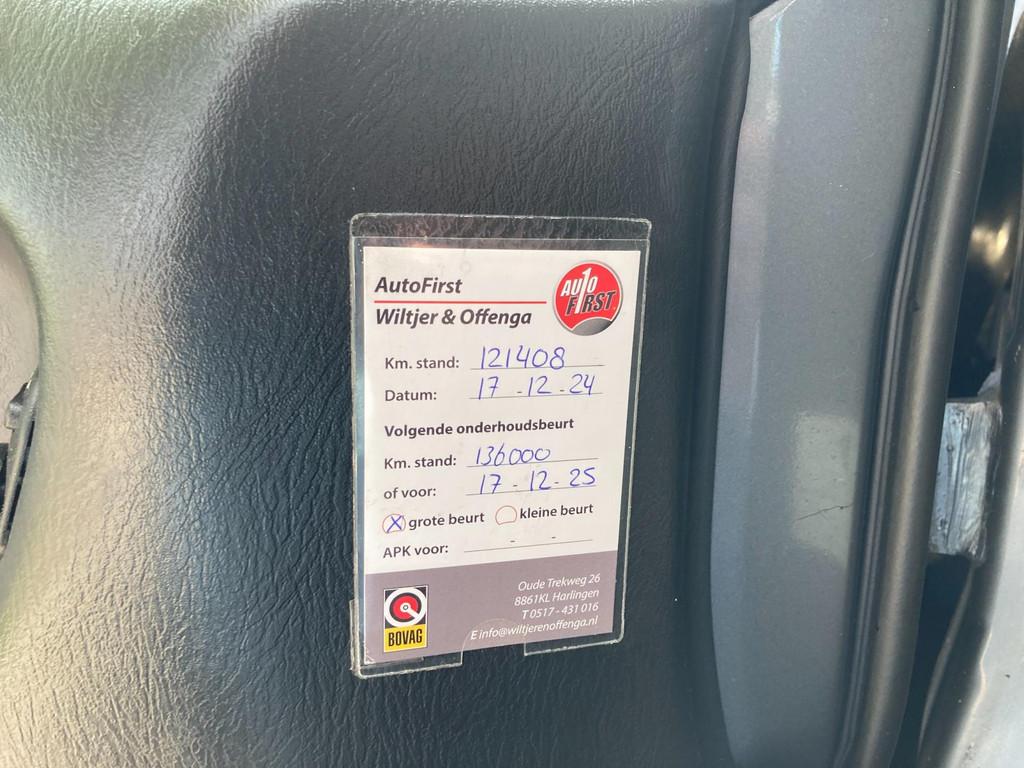 AutoFirst
Wiltjer & Offenga
AUTO
FIRST
Km. stand: 121408
Datum: 17 - 12 - 24
Volgende onderhoudsbeurt
Km. stand: 136000
of voor: 17 - 12 - 25
X grote beurt kleine beurt
APK voor: - -
Oude Trekweg 26
8861KL Harlingen
T 0517 - 431 016
E info@wiltjerenoffenga.nl
BOVAG